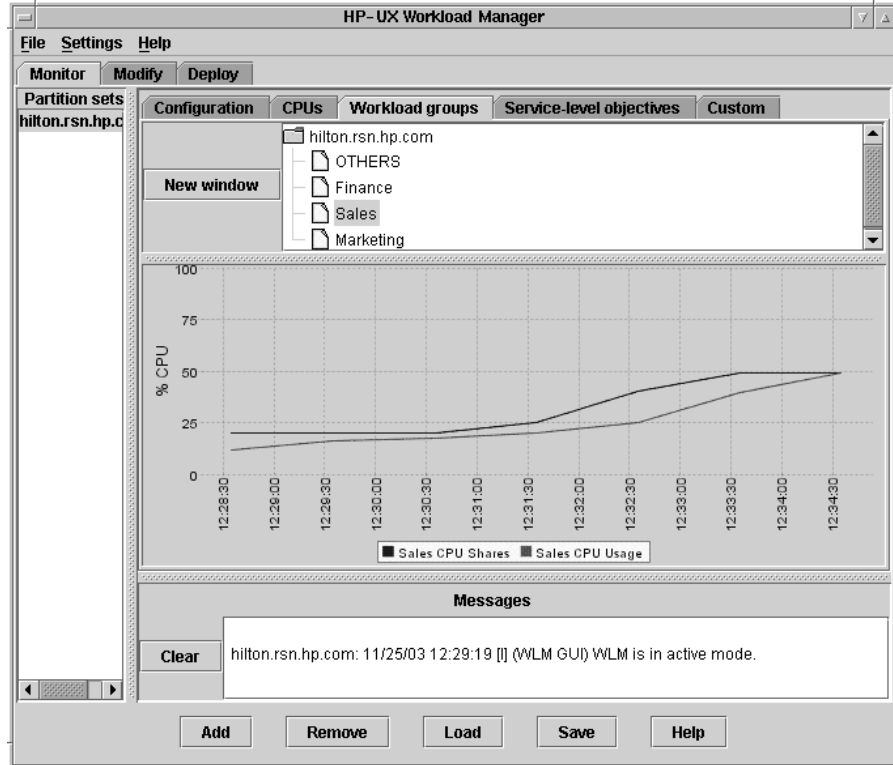 HP-UX Workload Manager
File Settings Help
Monitor Modify Deploy
Partition sets
hilton.rsn.hp.c
Configuration CPUs Workload groups Service-level objectives Custom
New window
hilton.rsn.hp.com
OTHERS
Finance
Sales
Marketing
% CPU
100
75
50
25
0
12:28:30 12:29:00 12:29:30 12:30:00 12:30:30 12:31:00 12:31:30 12:32:00 12:32:30 12:33:00 12:33:30 12:34:00 12:34:30
Sales CPU Shares Sales CPU Usage
Messages
Clear
hilton.rsn.hp.com: 11/25/03 12:29:19 [I] (WLM GUI) WLM is in active mode.
Add Remove Load Save Help